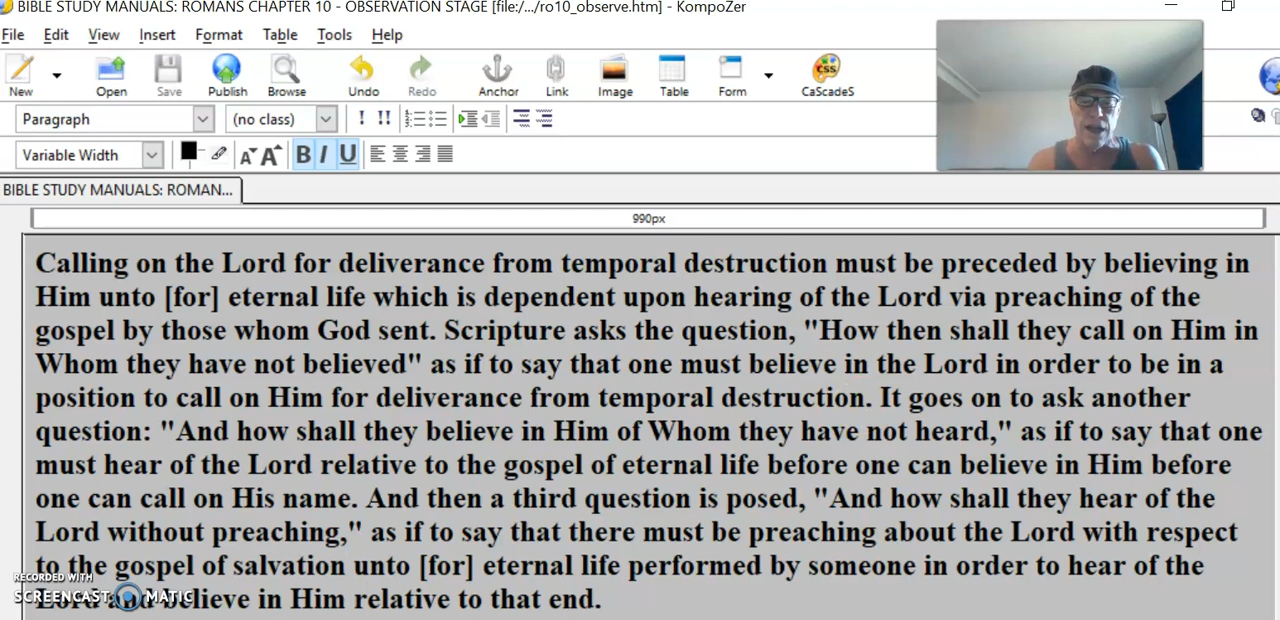 BIBLE STUDY MANUALS: ROMANS CHAPTER 10 - OBSERVATION STAGE [file:/.../ro10_observe.htm] - KompoZer
File Edit View Insert Format Table Tools Help
New Open Save Publish Browse Undo Redo Anchor Link Image Table Form CaScadeS
Paragraph (no class) ! !!
Variable Width A A B I U
BIBLE STUDY MANUALS: ROMAN...
990px
Calling on the Lord for deliverance from temporal destruction must be preceded by believing in
Him unto [for] eternal life which is dependent upon hearing of the Lord via preaching of the
gospel by those whom God sent. Scripture asks the question, "How then shall they call on Him in
Whom they have not believed" as if to say that one must believe in the Lord in order to be in a
position to call on Him for deliverance from temporal destruction. It goes on to ask another
question: "And how shall they believe in Him of Whom they have not heard," as if to say that one
must hear of the Lord relative to the gospel of eternal life before one can believe in Him before
one can call on His name. And then a third question is posed, "And how shall they hear of the
Lord without preaching," as if to say that there must be preaching about the Lord with respect
to the gospel of salvation unto [for] eternal life performed by someone in order to hear of the
Lord and believe in Him relative to that end.
RECORDED WITH
SCREENCAST MATIC